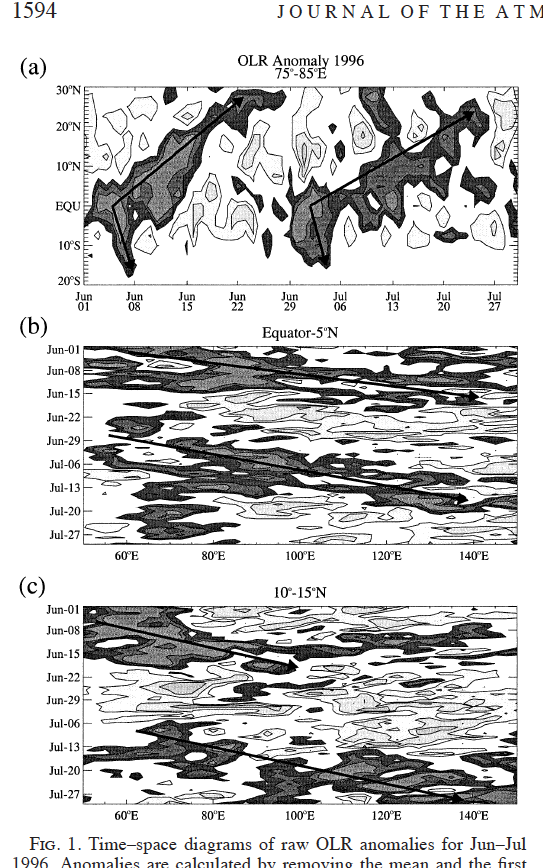 1594 JOURNAL OF THE ATM
(a)
OLR Anomaly 1996
75°-85°E
30°N
20°N
10°N
EQU
10°S
20°S
Jun Jun Jun Jun Jun Jul Jul Jul Jul
01 08 15 22 29 06 13 20 27
(b)
Equator-5°N
Jun-01
Jun-08
Jun-15
Jun-22
Jun-29
Jul-06
Jul-13
Jul-20
Jul-27
60°E 80°E 100°E 120°E 140°E
(c)
10°-15°N
Jun-01
Jun-08
Jun-15
Jun-22
Jun-29
Jul-06
Jul-13
Jul-20
Jul-27
60°E 80°E 100°E 120°E 140°E
FIG. 1. Time–space diagrams of raw OLR anomalies for Jun–Jul
1996. Anomalies are calculated by removing the mean and the first